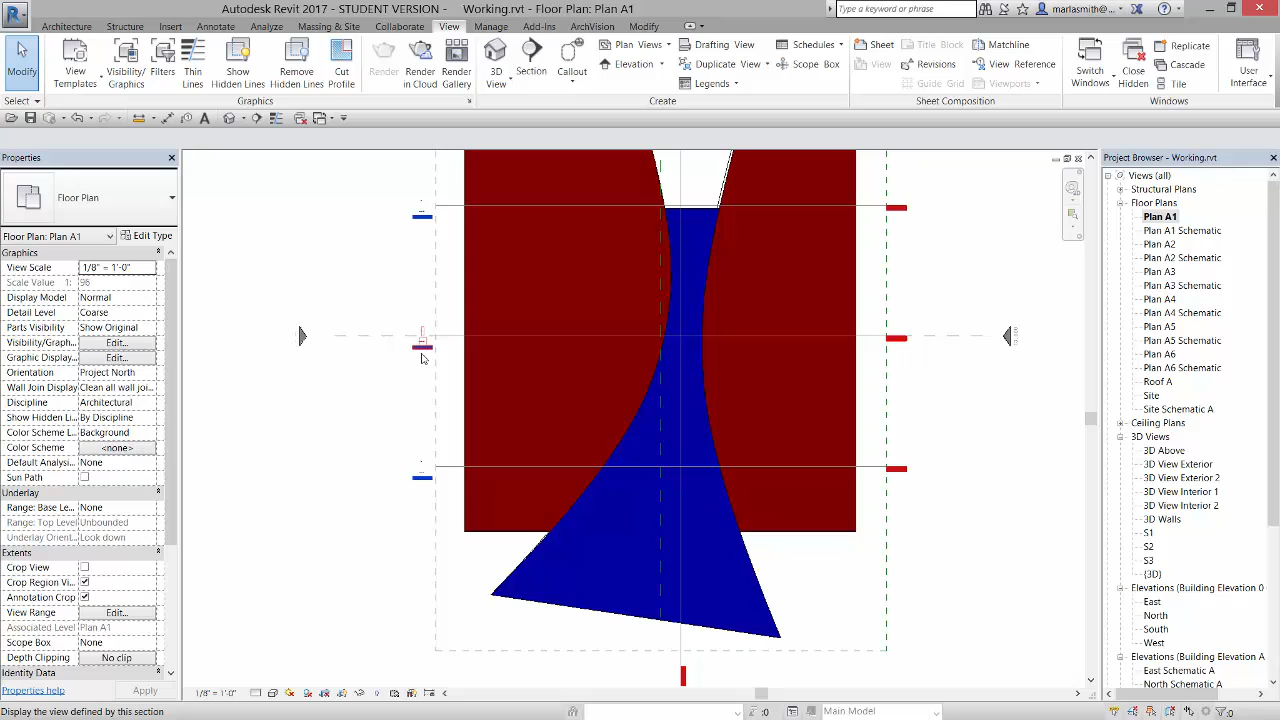 Autodesk Revit 2017 - STUDENT VERSION - Working.rvt - Floor Plan: Plan A1
Type a keyword or phrase
marlasmith@...
Architecture Structure Insert Annotate Massing & Site Collaborate View Manage Add-Ins ArchVision Modify
Modify
View Templates
Visibility/ Graphics
Filters
Thin Lines
Show Hidden Lines
Remove Hidden Lines
Cut Profile
Render
Render in Cloud
Render Gallery
3D View
Section
Callout
Plan Views
Elevation
Drafting View
Duplicate View
Legends
Schedules
Scope Box
Sheet
View
Title Block
Revisions
Guide Grid
Matchline
View Reference
Viewports
Switch Windows
Close Hidden
Replicate
Cascade
Tile
User Interface
Select
Graphics
Create
Sheet Composition
Windows
Properties
Floor Plan
Floor Plan: Plan A1
Edit Type
Graphics
View Scale 1/8" = 1'-0"
Scale Value 1: 96
Display Model Normal
Detail Level Coarse
Parts Visibility Show Original
Visibility/Graph... Edit...
Graphic Display... Edit...
Orientation Project North
Wall Join Display Clean all wall joi...
Discipline Architectural
Show Hidden Li... By Discipline
Color Scheme L... Background
Color Scheme <none>
Default Analysi... None
Sun Path
Underlay
Range: Base Le... None
Range: Top Level Unbounded
Underlay Orien... Look down
Extents
Crop View
Crop Region Vi...
Annotation Crop
View Range Edit...
Associated Level Plan A1
Scope Box None
Depth Clipping No clip
Identity Data
Properties help
Apply
Project Browser - Working.rvt
Views (all)
Structural Plans
Floor Plans
Plan A1
Plan A1 Schematic
Plan A2
Plan A2 Schematic
Plan A3
Plan A3 Schematic
Plan A4
Plan A4 Schematic
Plan A5
Plan A5 Schematic
Plan A6
Plan A6 Schematic
Roof A
Site
Site Schematic A
Ceiling Plans
3D Views
3D View Above
3D View Exterior
3D View Exterior 2
3D View Interior 1
3D View Interior 2
3D Walls
S1
S2
S3
{3D}
Elevations (Building Elevation 0
East
North
South
West
Elevations (Building Elevation A
East Schematic A
North Schematic A
1/8" = 1'-0"
Display the view defined by this section
:0
Main Model
:0